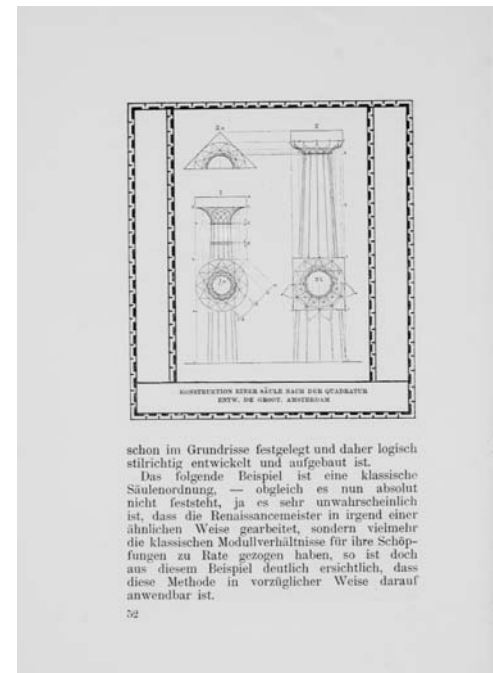 KONSTRUKTION EINER SÄULE NACH DER QUADRATUR
ENTW. DE GROOT. AMSTERDAM
schon im Grundrisse festgelegt und daher logisch
stilrichtig entwickelt und aufgebaut ist.
Das folgende Beispiel ist eine klassische
Säulenordnung, — obgleich es nun absolut
nicht feststeht, ja es sehr unwahrscheinlich
ist, dass die Renaissancemeister in irgend einer
ähnlichen Weise gearbeitet, sondern vielmehr
die klassischen Modullverhältnisse für ihre Schöp-
fungen zu Rate gezogen haben, so ist doch
aus diesem Beispiel deutlich ersichtlich, dass
diese Methode in vorzüglicher Weise darauf
anwendbar ist.
52